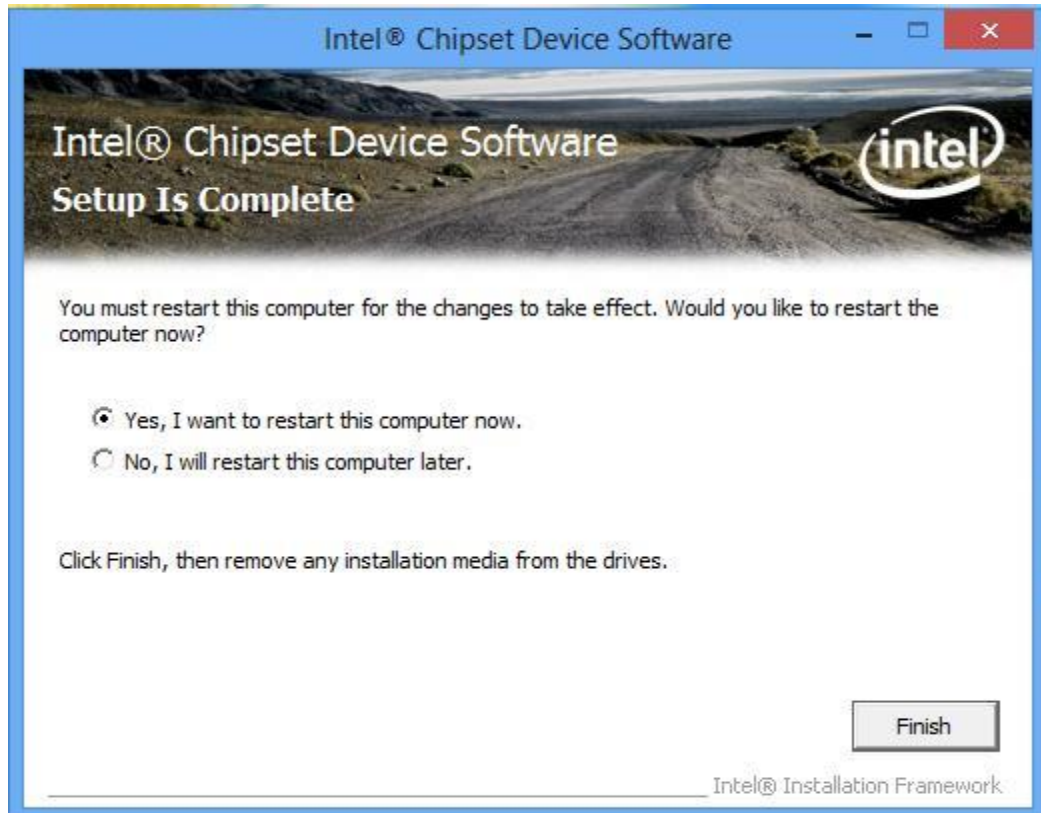 Intel® Chipset Device Software
Intel® Chipset Device Software
intel
Setup Is Complete
You must restart this computer for the changes to take effect. Would you like to restart the
computer now?
Yes, I want to restart this computer now.
No, I will restart this computer later.
Click Finish, then remove any installation media from the drives.
Finish
Intel® Installation Framework